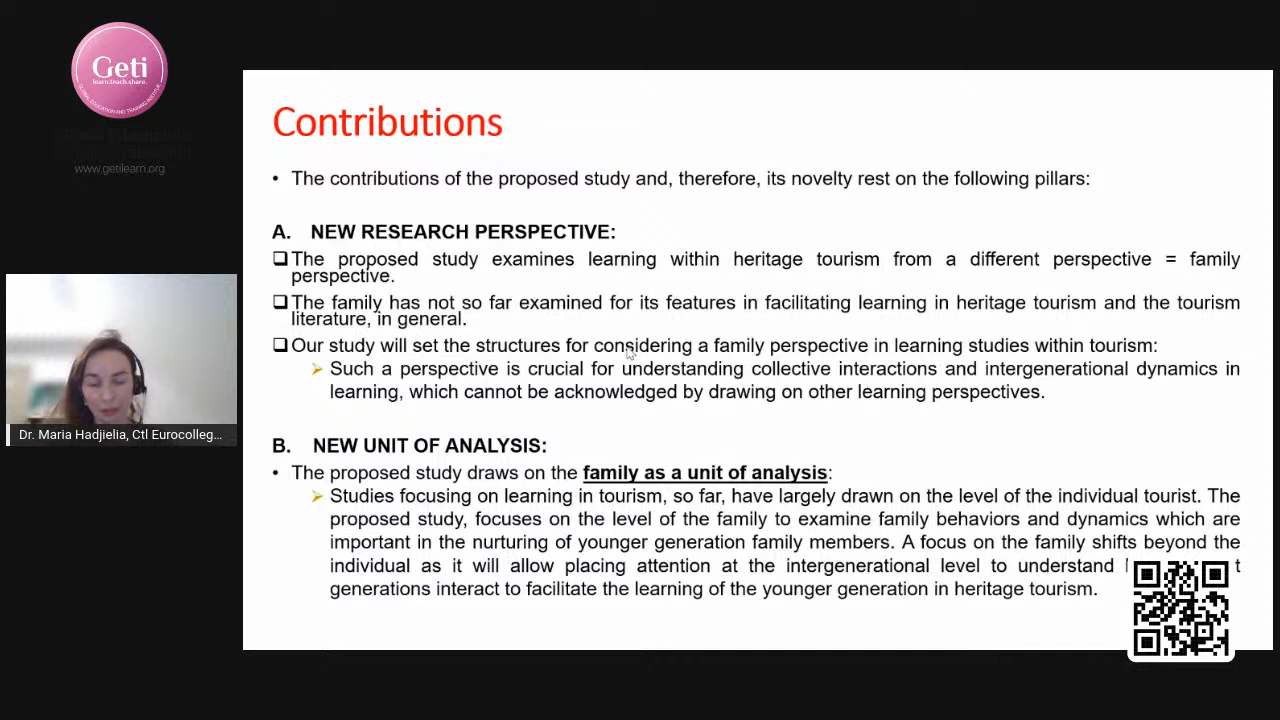 Geti
learn.teach.share.
GLOBAL EDUCATION AND TRAINING INSTITUTE
www.getilearn.org
Contributions
• The contributions of the proposed study and, therefore, its novelty rest on the following pillars:
A. NEW RESEARCH PERSPECTIVE:
❑The proposed study examines learning within heritage tourism from a different perspective = family
perspective.
❑The family has not so far examined for its features in facilitating learning in heritage tourism and the tourism
literature, in general.
❑Our study will set the structures for considering a family perspective in learning studies within tourism:
➢ Such a perspective is crucial for understanding collective interactions and intergenerational dynamics in
learning, which cannot be acknowledged by drawing on other learning perspectives.
B. NEW UNIT OF ANALYSIS:
• The proposed study draws on the family as a unit of analysis:
➢ Studies focusing on learning in tourism, so far, have largely drawn on the level of the individual tourist. The
proposed study, focuses on the level of the family to examine family behaviors and dynamics which are
important in the nurturing of younger generation family members. A focus on the family shifts beyond the
individual as it will allow placing attention at the intergenerational level to understand
generations interact to facilitate the learning of the younger generation in heritage tourism.
Dr. Maria Hadjielia, Ctl Eurocolleg...